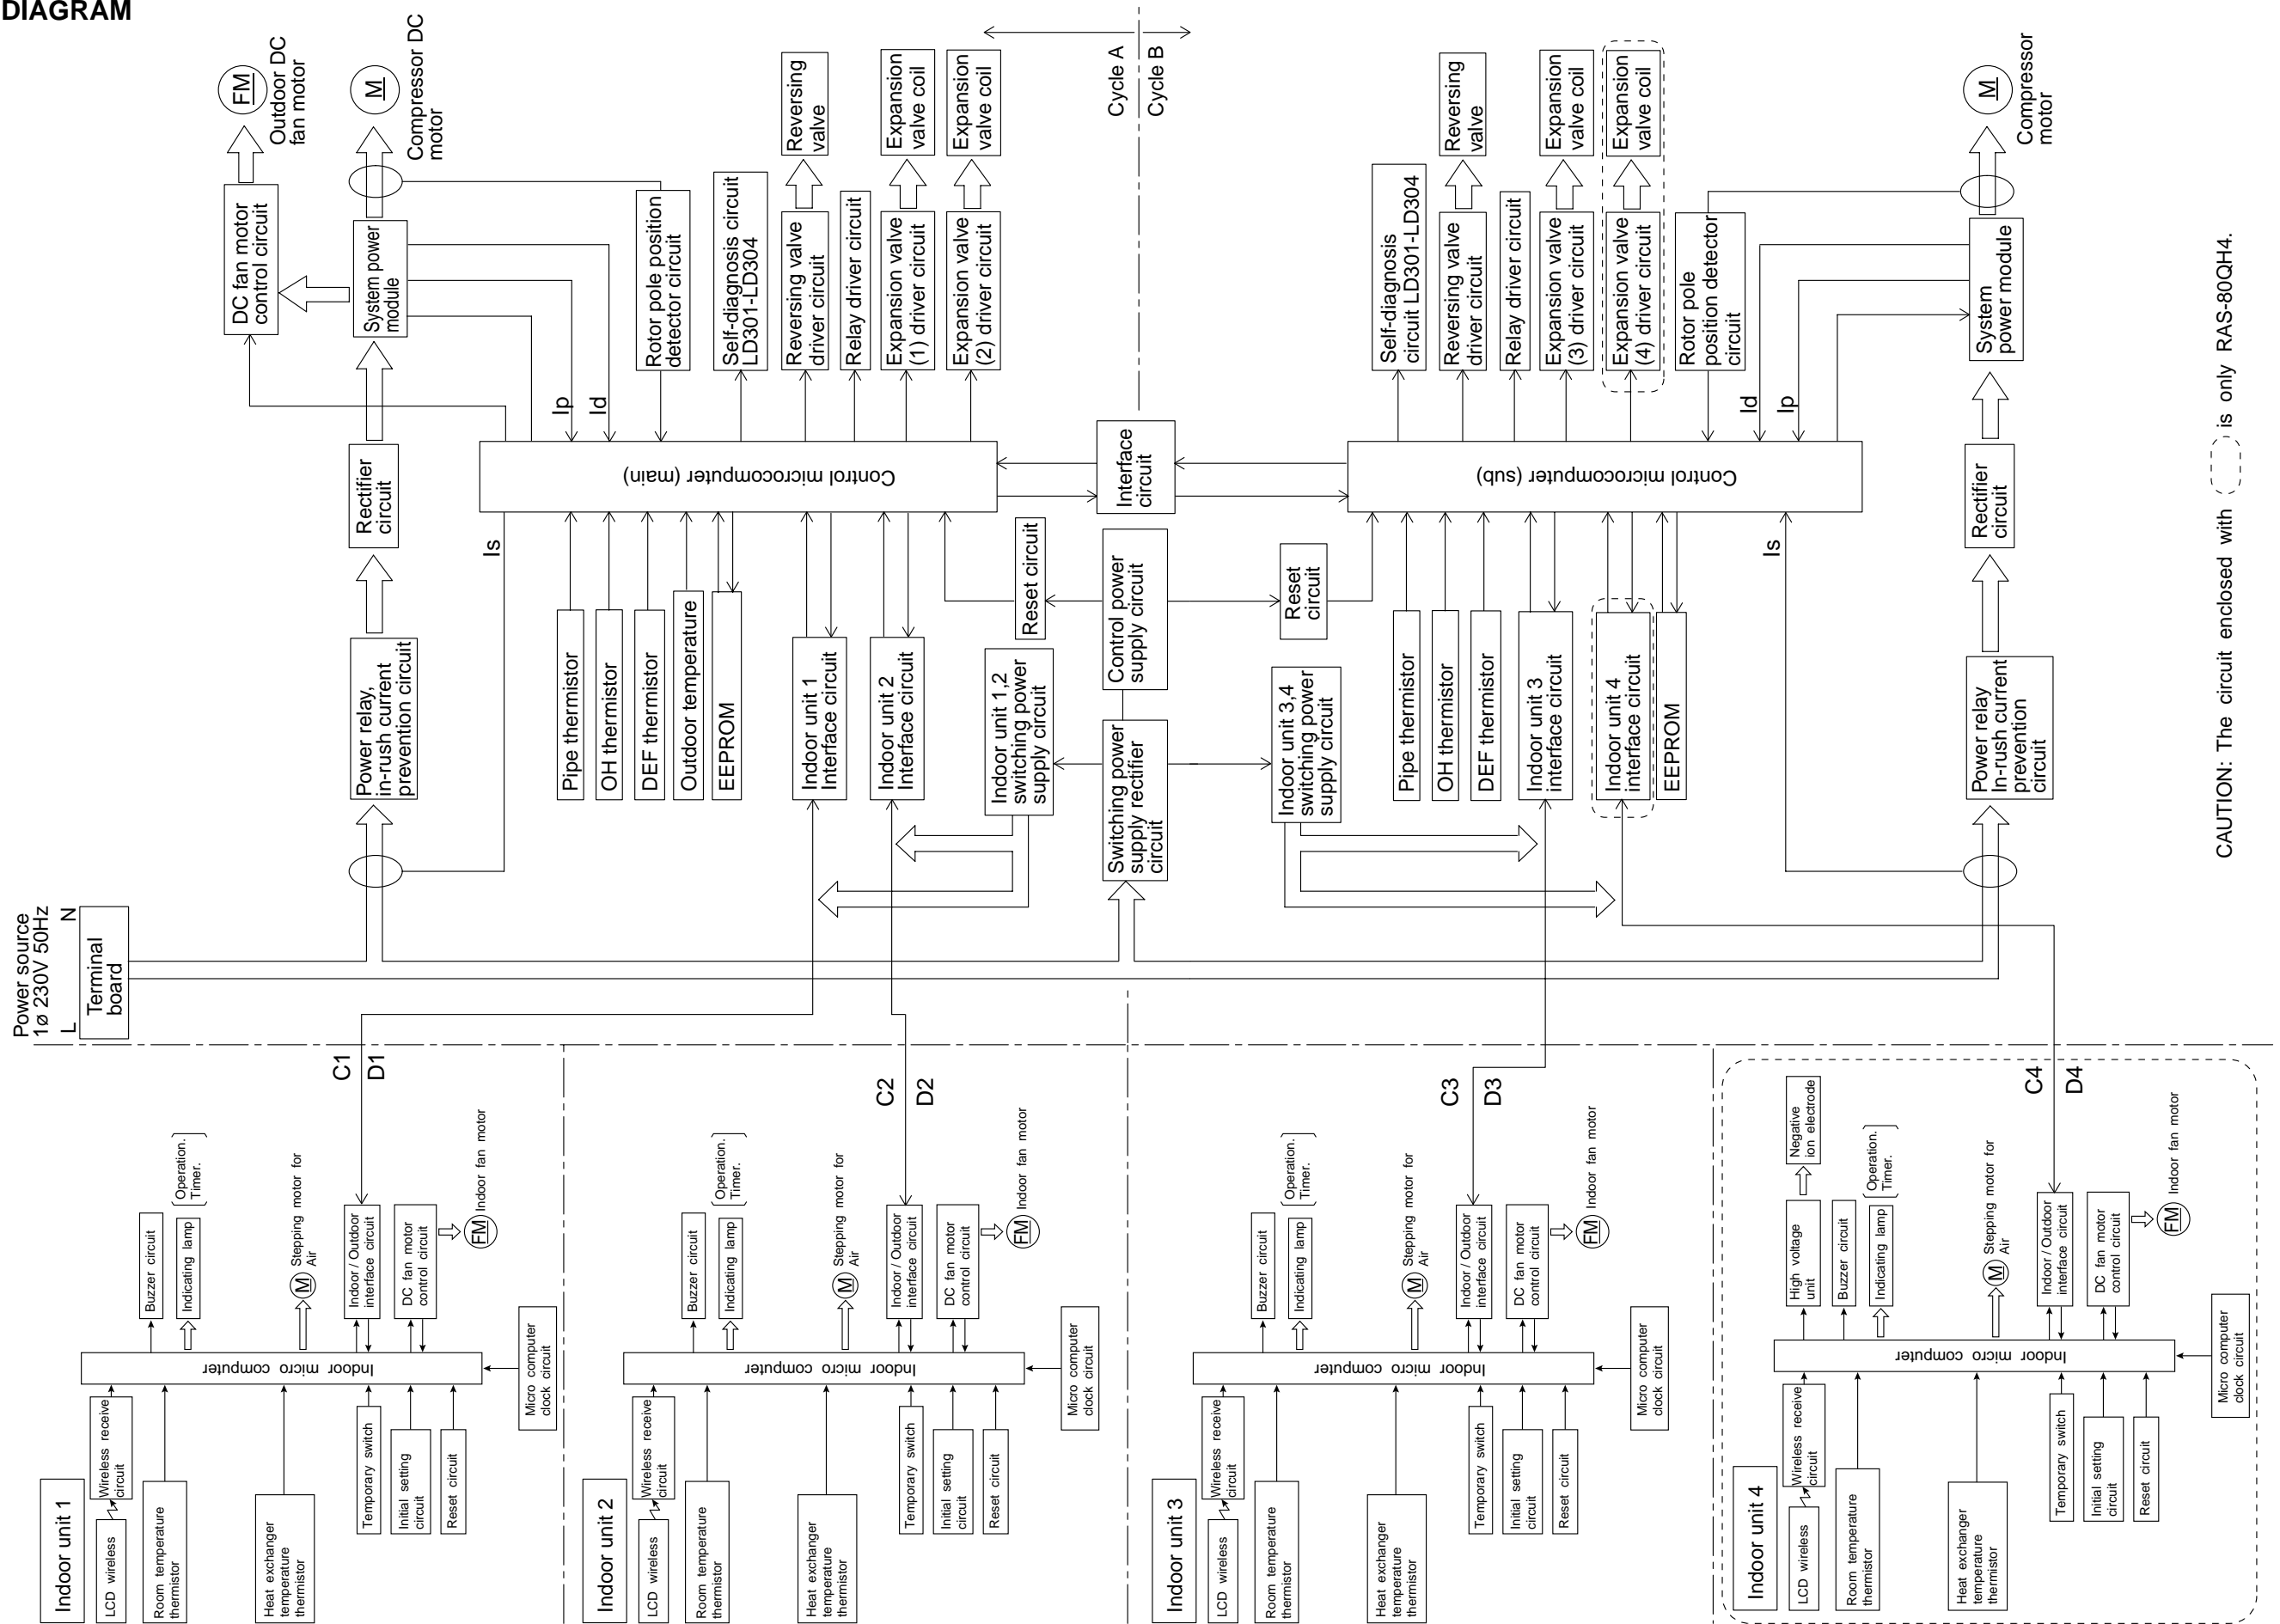 DIAGRAM
FM
Outdoor DC
fan motor
M
Compressor DC
motor
DC fan motor
control circuit
System power
module
Rotor pole position
detector circuit
Self-diagnosis circuit
LD301-LD304
Reversing valve
driver circuit
Reversing
valve
Relay driver circuit
Expansion valve
(1) driver circuit
Expansion
valve coil
Expansion valve
(2) driver circuit
Expansion
valve coil
Cycle A
Cycle B
Self-diagnosis
circuit LD301-LD304
Reversing valve
driver circuit
Reversing
valve
Relay driver circuit
Expansion valve
(3) driver circuit
Expansion
valve coil
Expansion valve
(4) driver circuit
Expansion
valve coil
Rotor pole
position detector
circuit
System
power module
M
Compressor
motor
Ip
Id
Id
Ip
Rectifier
circuit
Is
Control microcomputer (main)
Interface
circuit
Control microcomputer (sub)
Is
Rectifier
circuit
Power relay,
in-rush current
prevention circuit
Pipe thermistor
OH thermistor
DEF thermistor
Outdoor temperature
EEPROM
Indoor unit 1
Interface circuit
Indoor unit 2
Interface circuit
Reset circuit
Indoor unit 1,2
switching power
supply circuit
Control power
supply circuit
Switching power
supply rectifier
circuit
Reset
circuit
Indoor unit 3,4
switching power
supply circuit
Pipe thermistor
OH thermistor
DEF thermistor
Indoor unit 3
interface circuit
Indoor unit 4
interface circuit
EEPROM
Power relay
In-rush current
prevention
circuit
CAUTION: The circuit enclosed with is only RAS-80QH4.
Power source
1ø 230V 50Hz
L N
Terminal
board
C1
D1
C2
D2
C3
D3
C4
D4
Indoor unit 1
LCD wireless
Wireless receive
circuit
Room temperature
thermistor
Heat exchanger
temperature
thermistor
Temporary switch
Initial setting
circuit
Reset circuit
Micro computer
clock circuit
Indoor micro computer
Buzzer circuit
Indicating lamp
Operation.
Timer.
M
Stepping motor for
Air
Indoor / Outdoor
interface circuit
DC fan motor
control circuit
FM
Indoor fan motor
Indoor unit 2
LCD wireless
Wireless receive
circuit
Room temperature
thermistor
Heat exchanger
temperature
thermistor
Temporary switch
Initial setting
circuit
Reset circuit
Micro computer
clock circuit
Indoor micro computer
Buzzer circuit
Indicating lamp
Operation.
Timer.
M
Stepping motor for
Air
Indoor / Outdoor
interface circuit
DC fan motor
control circuit
FM
Indoor fan motor
Indoor unit 3
LCD wireless
Wireless receive
circuit
Room temperature
thermistor
Heat exchanger
temperature
thermistor
Temporary switch
Initial setting
circuit
Reset circuit
Micro computer
clock circuit
Indoor micro computer
Buzzer circuit
Indicating lamp
Operation.
Timer.
M
Stepping motor for
Air
Indoor / Outdoor
interface circuit
DC fan motor
control circuit
FM
Indoor fan motor
Indoor unit 4
LCD wireless
Wireless receive
circuit
Room temperature
thermistor
Heat exchanger
temperature
thermistor
Temporary switch
Initial setting
circuit
Reset circuit
Micro computer
clock circuit
Indoor micro computer
High voltage
unit
Negative
ion electrode
Buzzer circuit
Indicating lamp
Operation.
Timer.
M
Stepping motor for
Air
Indoor / Outdoor
interface circuit
DC fan motor
control circuit
FM
Indoor fan motor